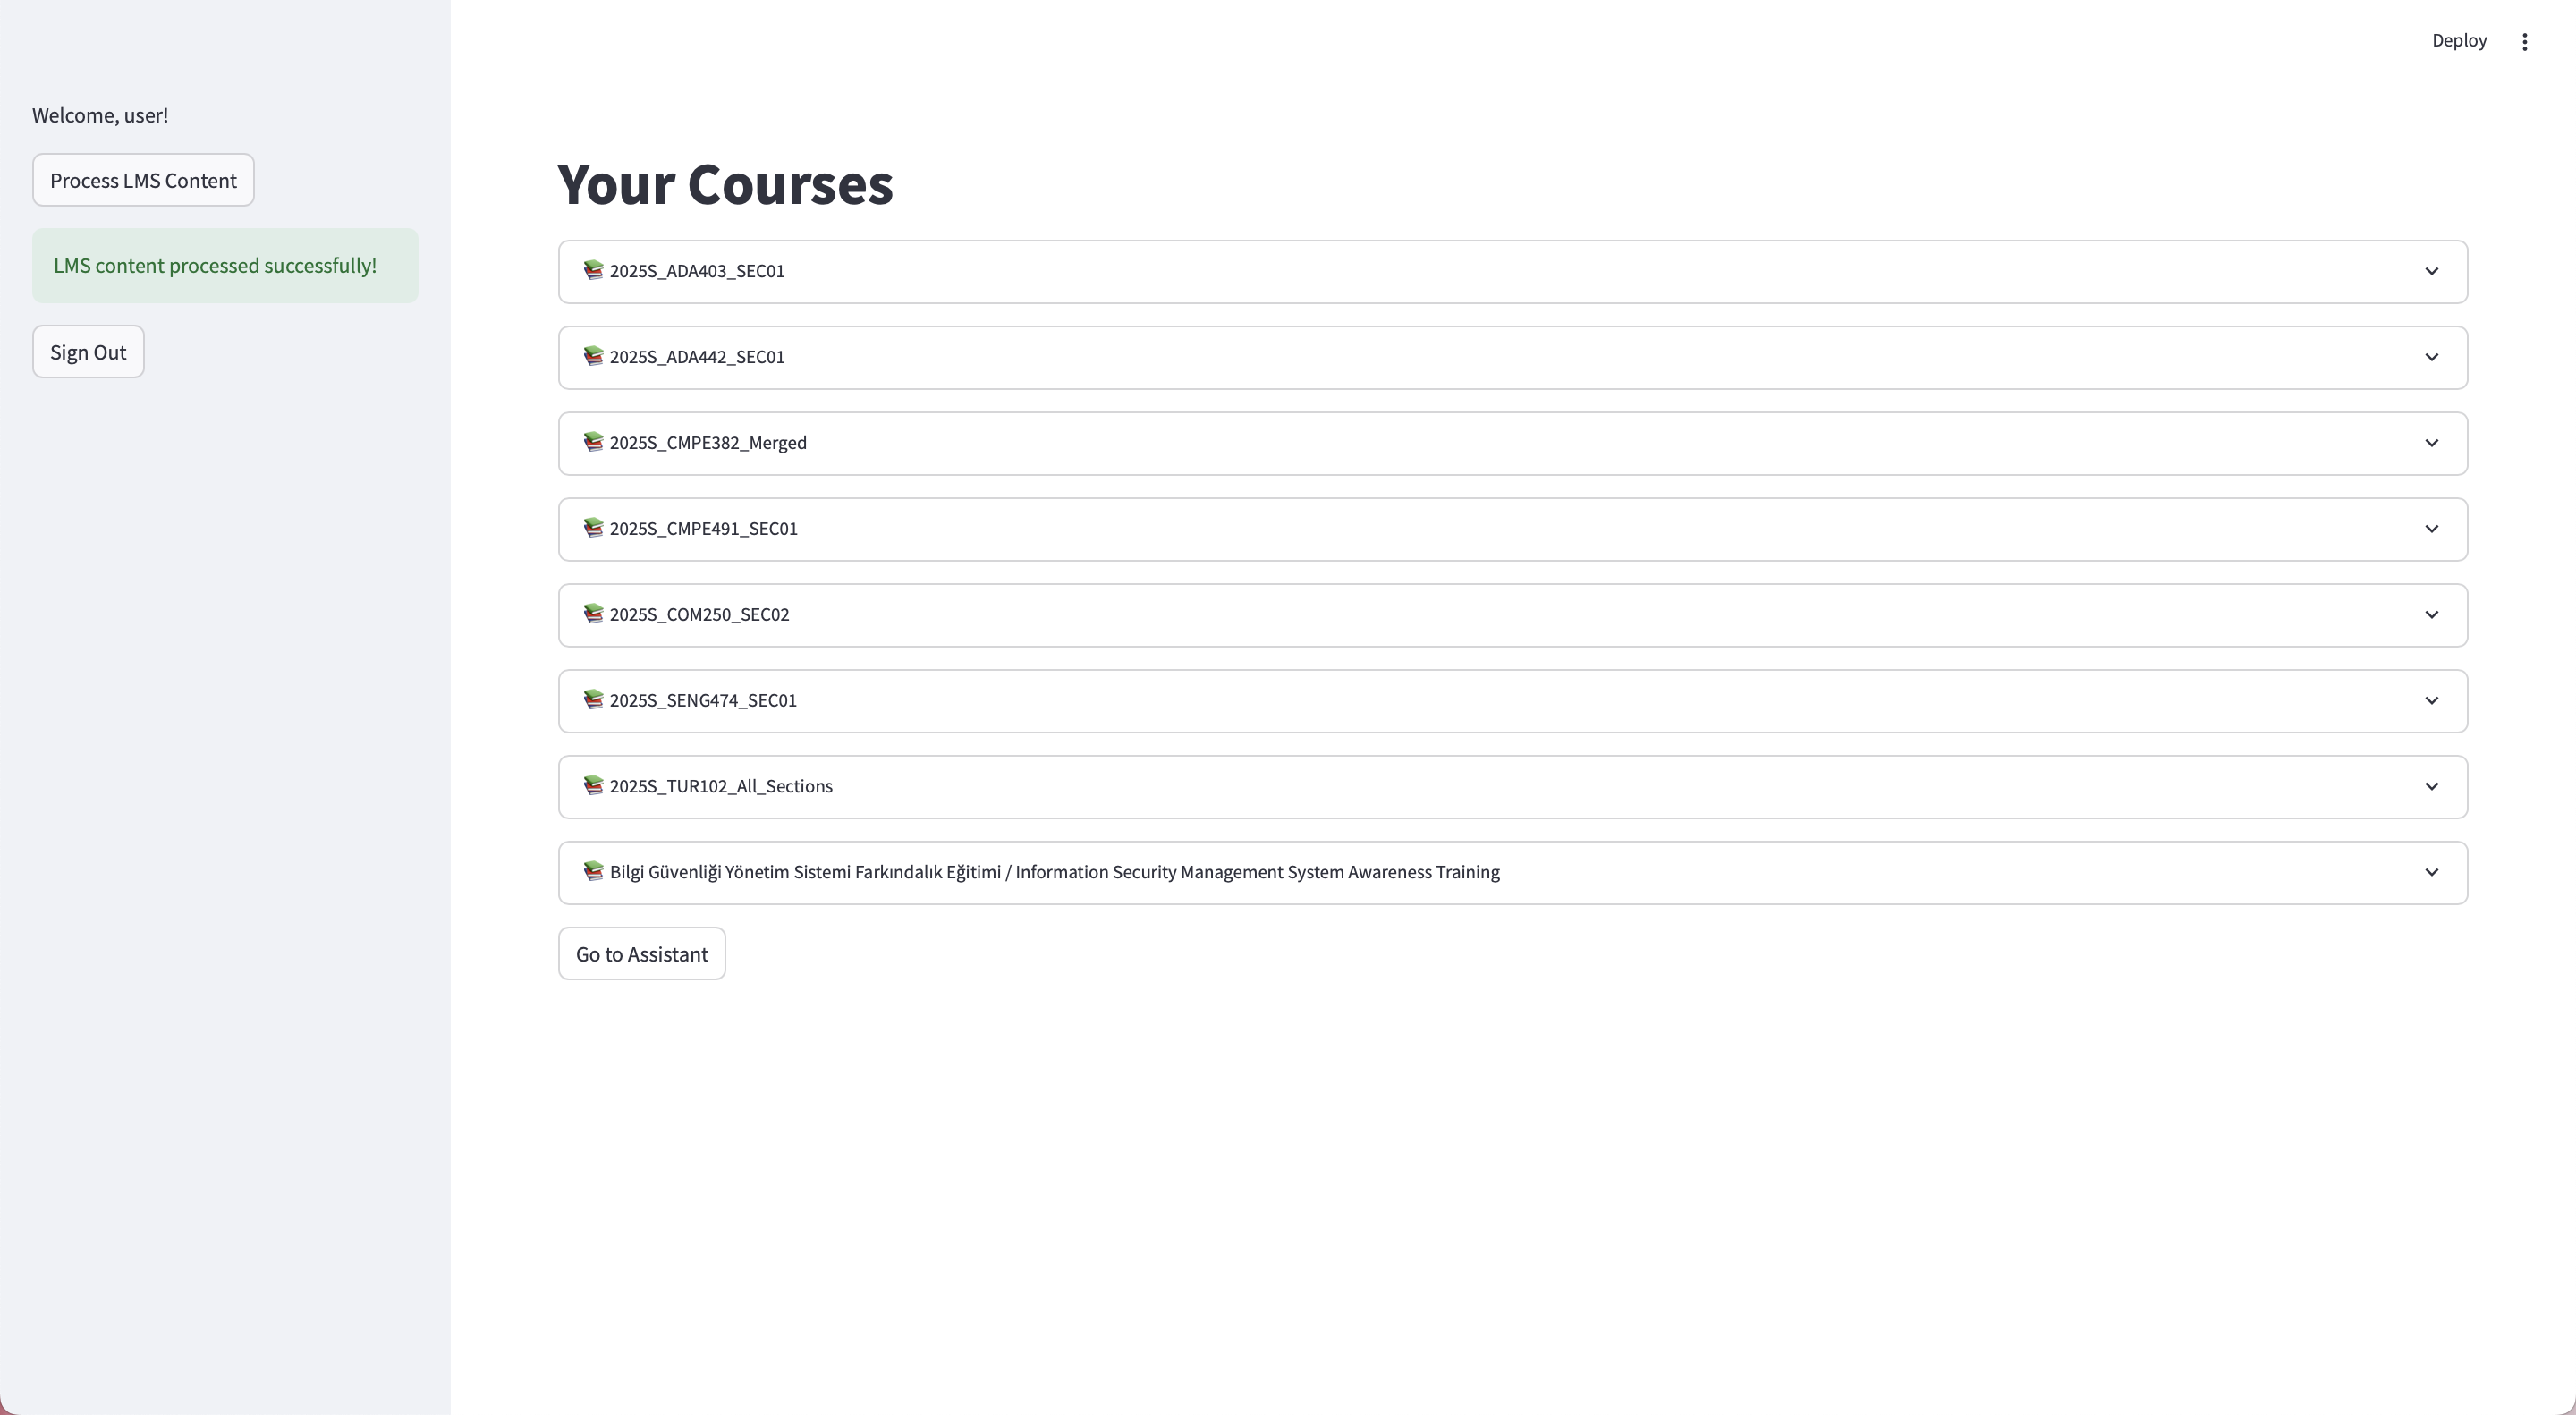 Deploy
Welcome, user!
Process LMS Content
LMS content processed successfully!
Sign Out
Your Courses
2025S_ADA403_SEC01
2025S_ADA442_SEC01
2025S_CMPE382_Merged
2025S_CMPE491_SEC01
2025S_COM250_SEC02
2025S_SENG474_SEC01
2025S_TUR102_All_Sections
Bilgi Güvenliği Yönetim Sistemi Farkındalık Eğitimi / Information Security Management System Awareness Training
Go to Assistant